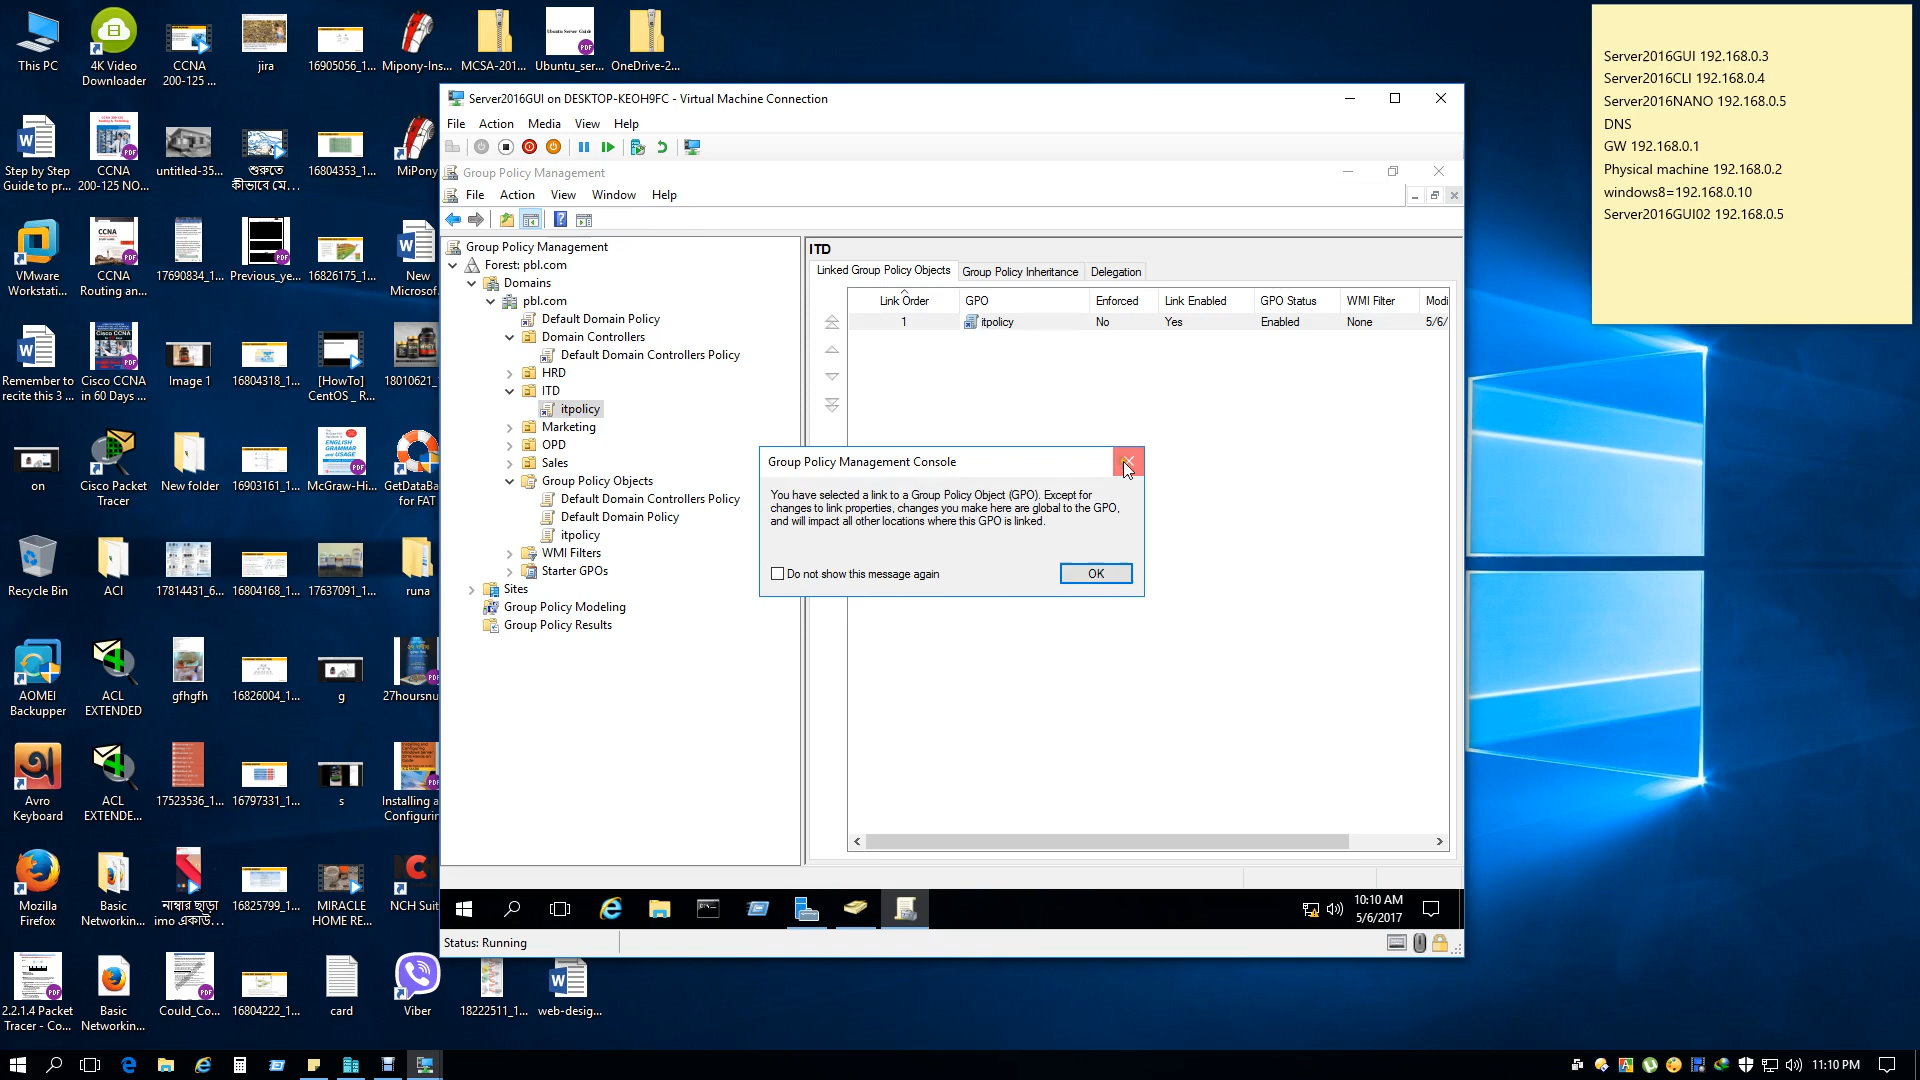 This PC
4K Video
Downloader
CCNA
200-125 ...
jira
16905056_1...
Mipony-Ins...
MCSA-201...
Ubuntu_ser...
OneDrive-2...
Ubuntu Server Guide
Step by Step
Guide to pr...
CCNA
200-125 NO...
untitled-35...
শুরুতে
কীভাবে মে...
16804353_1...
MiPony
VMware
Workstati...
CCNA
Routing an...
17690834_1...
Previous_ye...
16826175_1...
New
Microsof
Remember to
recite this 3 ...
Cisco CCNA
in 60 Days ...
Image 1
16804318_1...
[HowTo]
CentOS _ R...
18010621_
on
Cisco Packet
Tracer
New folder
16903161_1...
McGraw-Hi...
GetDataBa
for FAT
Recycle Bin
ACI
17814431_6...
16804168_1...
17637091_1...
runa
AOMEI
Backupper
ACL
EXTENDED
gfhgfh
16826004_1...
g
27hoursnu
Avro
Keyboard
ACL
EXTENDE...
17523536_1...
16797331_1...
s
Installing a
Configurin
Mozilla
Firefox
Basic
Networkin...
নাম্বার ছাড়া
imo একাউ...
16825799_1...
MIRACLE
HOME RE...
NCH Suit
2.2.1.4 Packet
Tracer - Co...
Basic
Networkin...
Could_Co...
16804222_1...
card
Viber
18222511_1...
web-desig...
Server2016GUI on DESKTOP-KEOH9FC - Virtual Machine Connection
File Action Media View Help
Group Policy Management
File Action View Window Help
Group Policy Management
Forest: pbl.com
Domains
pbl.com
Default Domain Policy
Domain Controllers
Default Domain Controllers Policy
HRD
ITD
itpolicy
Marketing
OPD
Sales
Group Policy Objects
Default Domain Controllers Policy
Default Domain Policy
itpolicy
WMI Filters
Starter GPOs
Sites
Group Policy Modeling
Group Policy Results
ITD
Linked Group Policy Objects Group Policy Inheritance Delegation
Link Order GPO Enforced Link Enabled GPO Status WMI Filter Modi
1 itpolicy No Yes Enabled None 5/6/
Group Policy Management Console
You have selected a link to a Group Policy Object (GPO). Except for
changes to link properties, changes you make here are global to the GPO,
and will impact all other locations where this GPO is linked.
Do not show this message again
OK
10:10 AM
5/6/2017
Status: Running
Server2016GUI 192.168.0.3
Server2016CLI 192.168.0.4
Server2016NANO 192.168.0.5
DNS
GW 192.168.0.1
Physical machine 192.168.0.2
windows8=192.168.0.10
Server2016GUI02 192.168.0.5
11:10 PM